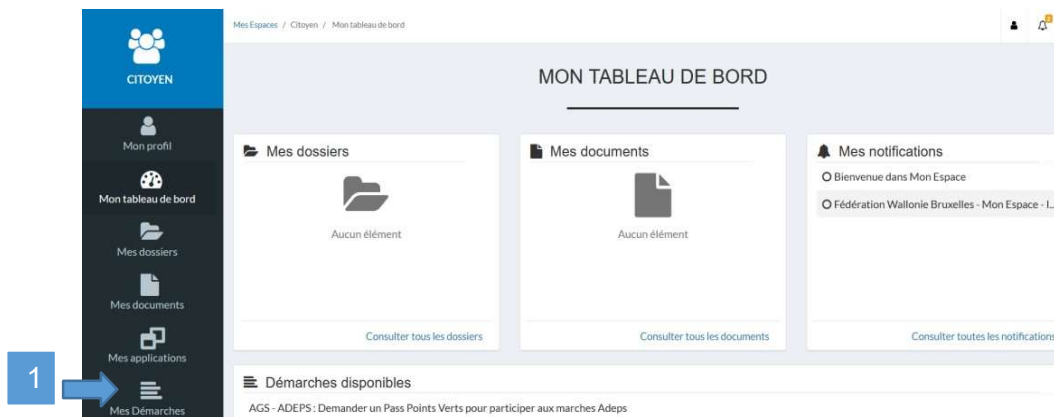 Mes Espaces / Citoyen / Mon tableau de bord
2
CITOYEN
MON TABLEAU DE BORD
Mon profil
Mon tableau de bord
Mes dossiers
Mes documents
Mes applications
1
Mes Démarches
Mes dossiers
Aucun élément
Consulter tous les dossiers
Mes documents
Aucun élément
Consulter tous les documents
Mes notifications
Bienvenue dans Mon Espace
Fédération Wallonie Bruxelles - Mon Espace - I...
Consulter toutes les notifications
Démarches disponibles
AGS - ADEPS : Demander un Pass Points Verts pour participer aux marches Adeps